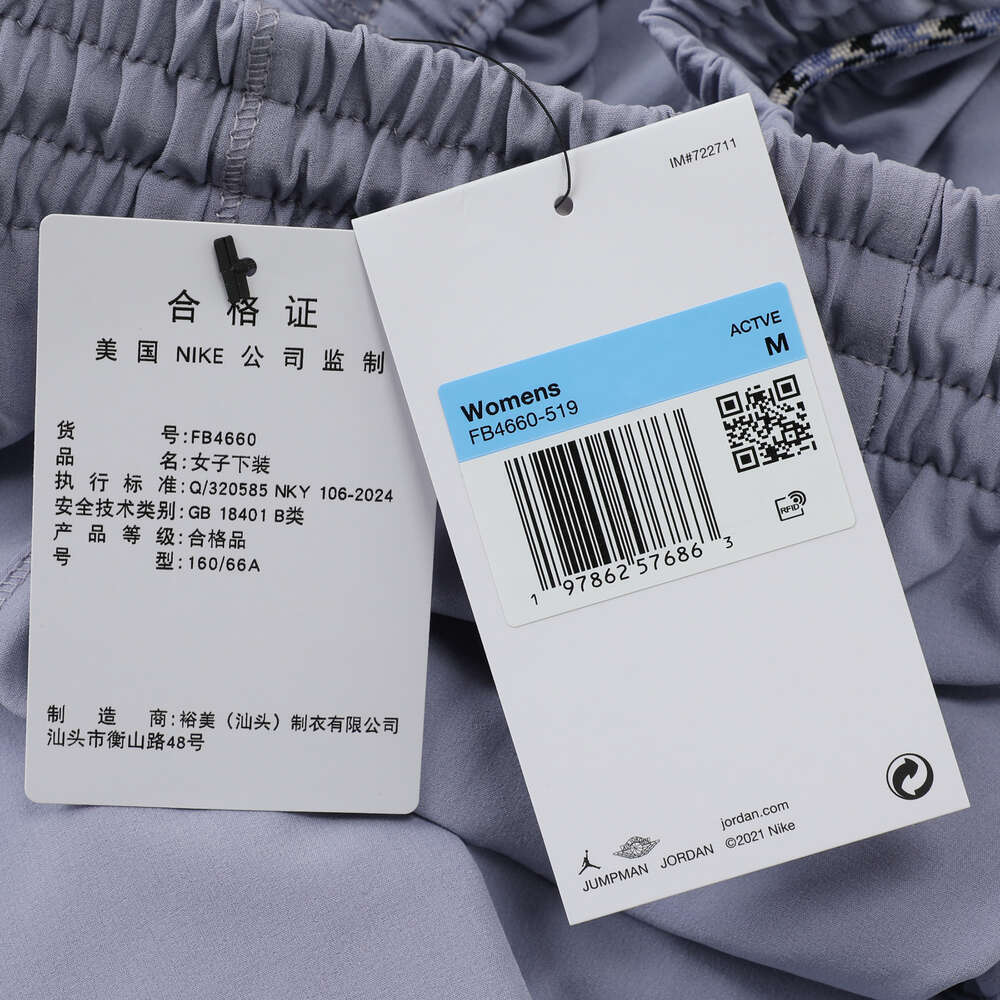 合格证
美国NIKE公司监制
货号:FB4660
品名:女子下装
执行标准:Q/320585 NKY 106-2024
安全技术类别:GB 18401 B类
产品等级:合格品
号型:160/66A
制造商:裕美（汕头）制衣有限公司
汕头市衡山路48号
IM#722711
ACTVE
M
Womens
FB4660-519
RFID
1 97862 57686 3
jordan.com
©2021 Nike
JUMPMAN JORDAN